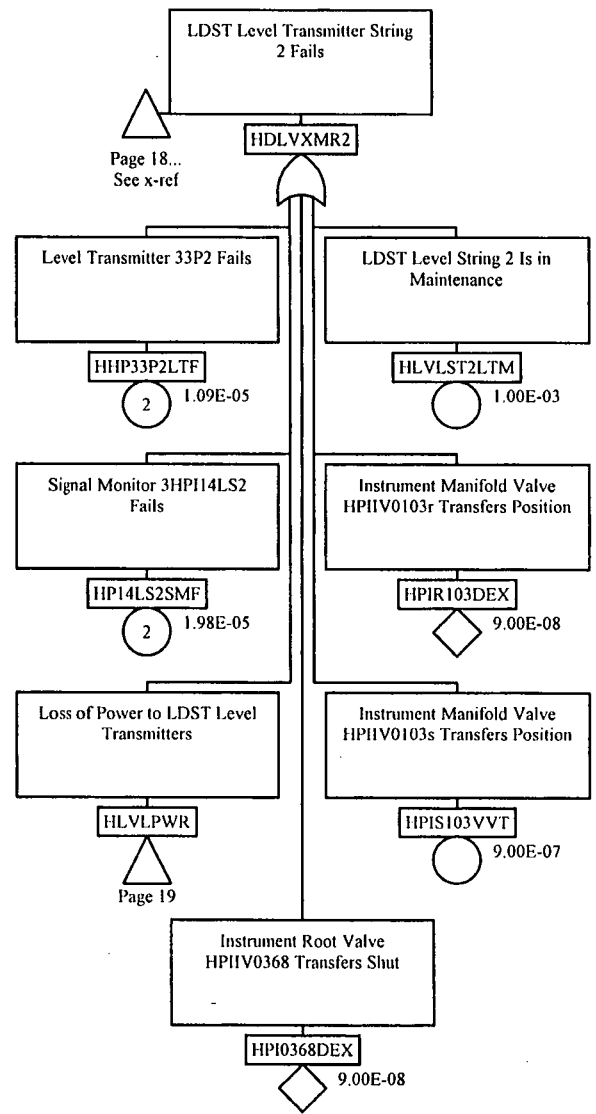 LDST Level Transmitter String
2 Fails
Page 18...
See x-ref
HDLVXMR2
Level Transmitter 33P2 Fails
HHP33P2LTF
2
1.09E-05
LDST Level String 2 Is in
Maintenance
HLVLST2LTM
1.00E-03
Signal Monitor 3HPI14LS2
Fails
HP14LS2SMF
2
1.98E-05
Instrument Manifold Valve
HPIIV0103r Transfers Position
HPIR103DEX
9.00E-08
Loss of Power to LDST Level
Transmitters
HLVLPWR
Page 19
Instrument Manifold Valve
HPIIV0103s Transfers Position
HPIS103VVT
9.00E-07
Instrument Root Valve
HPIIV0368 Transfers Shut
HPI0368DEX
9.00E-08